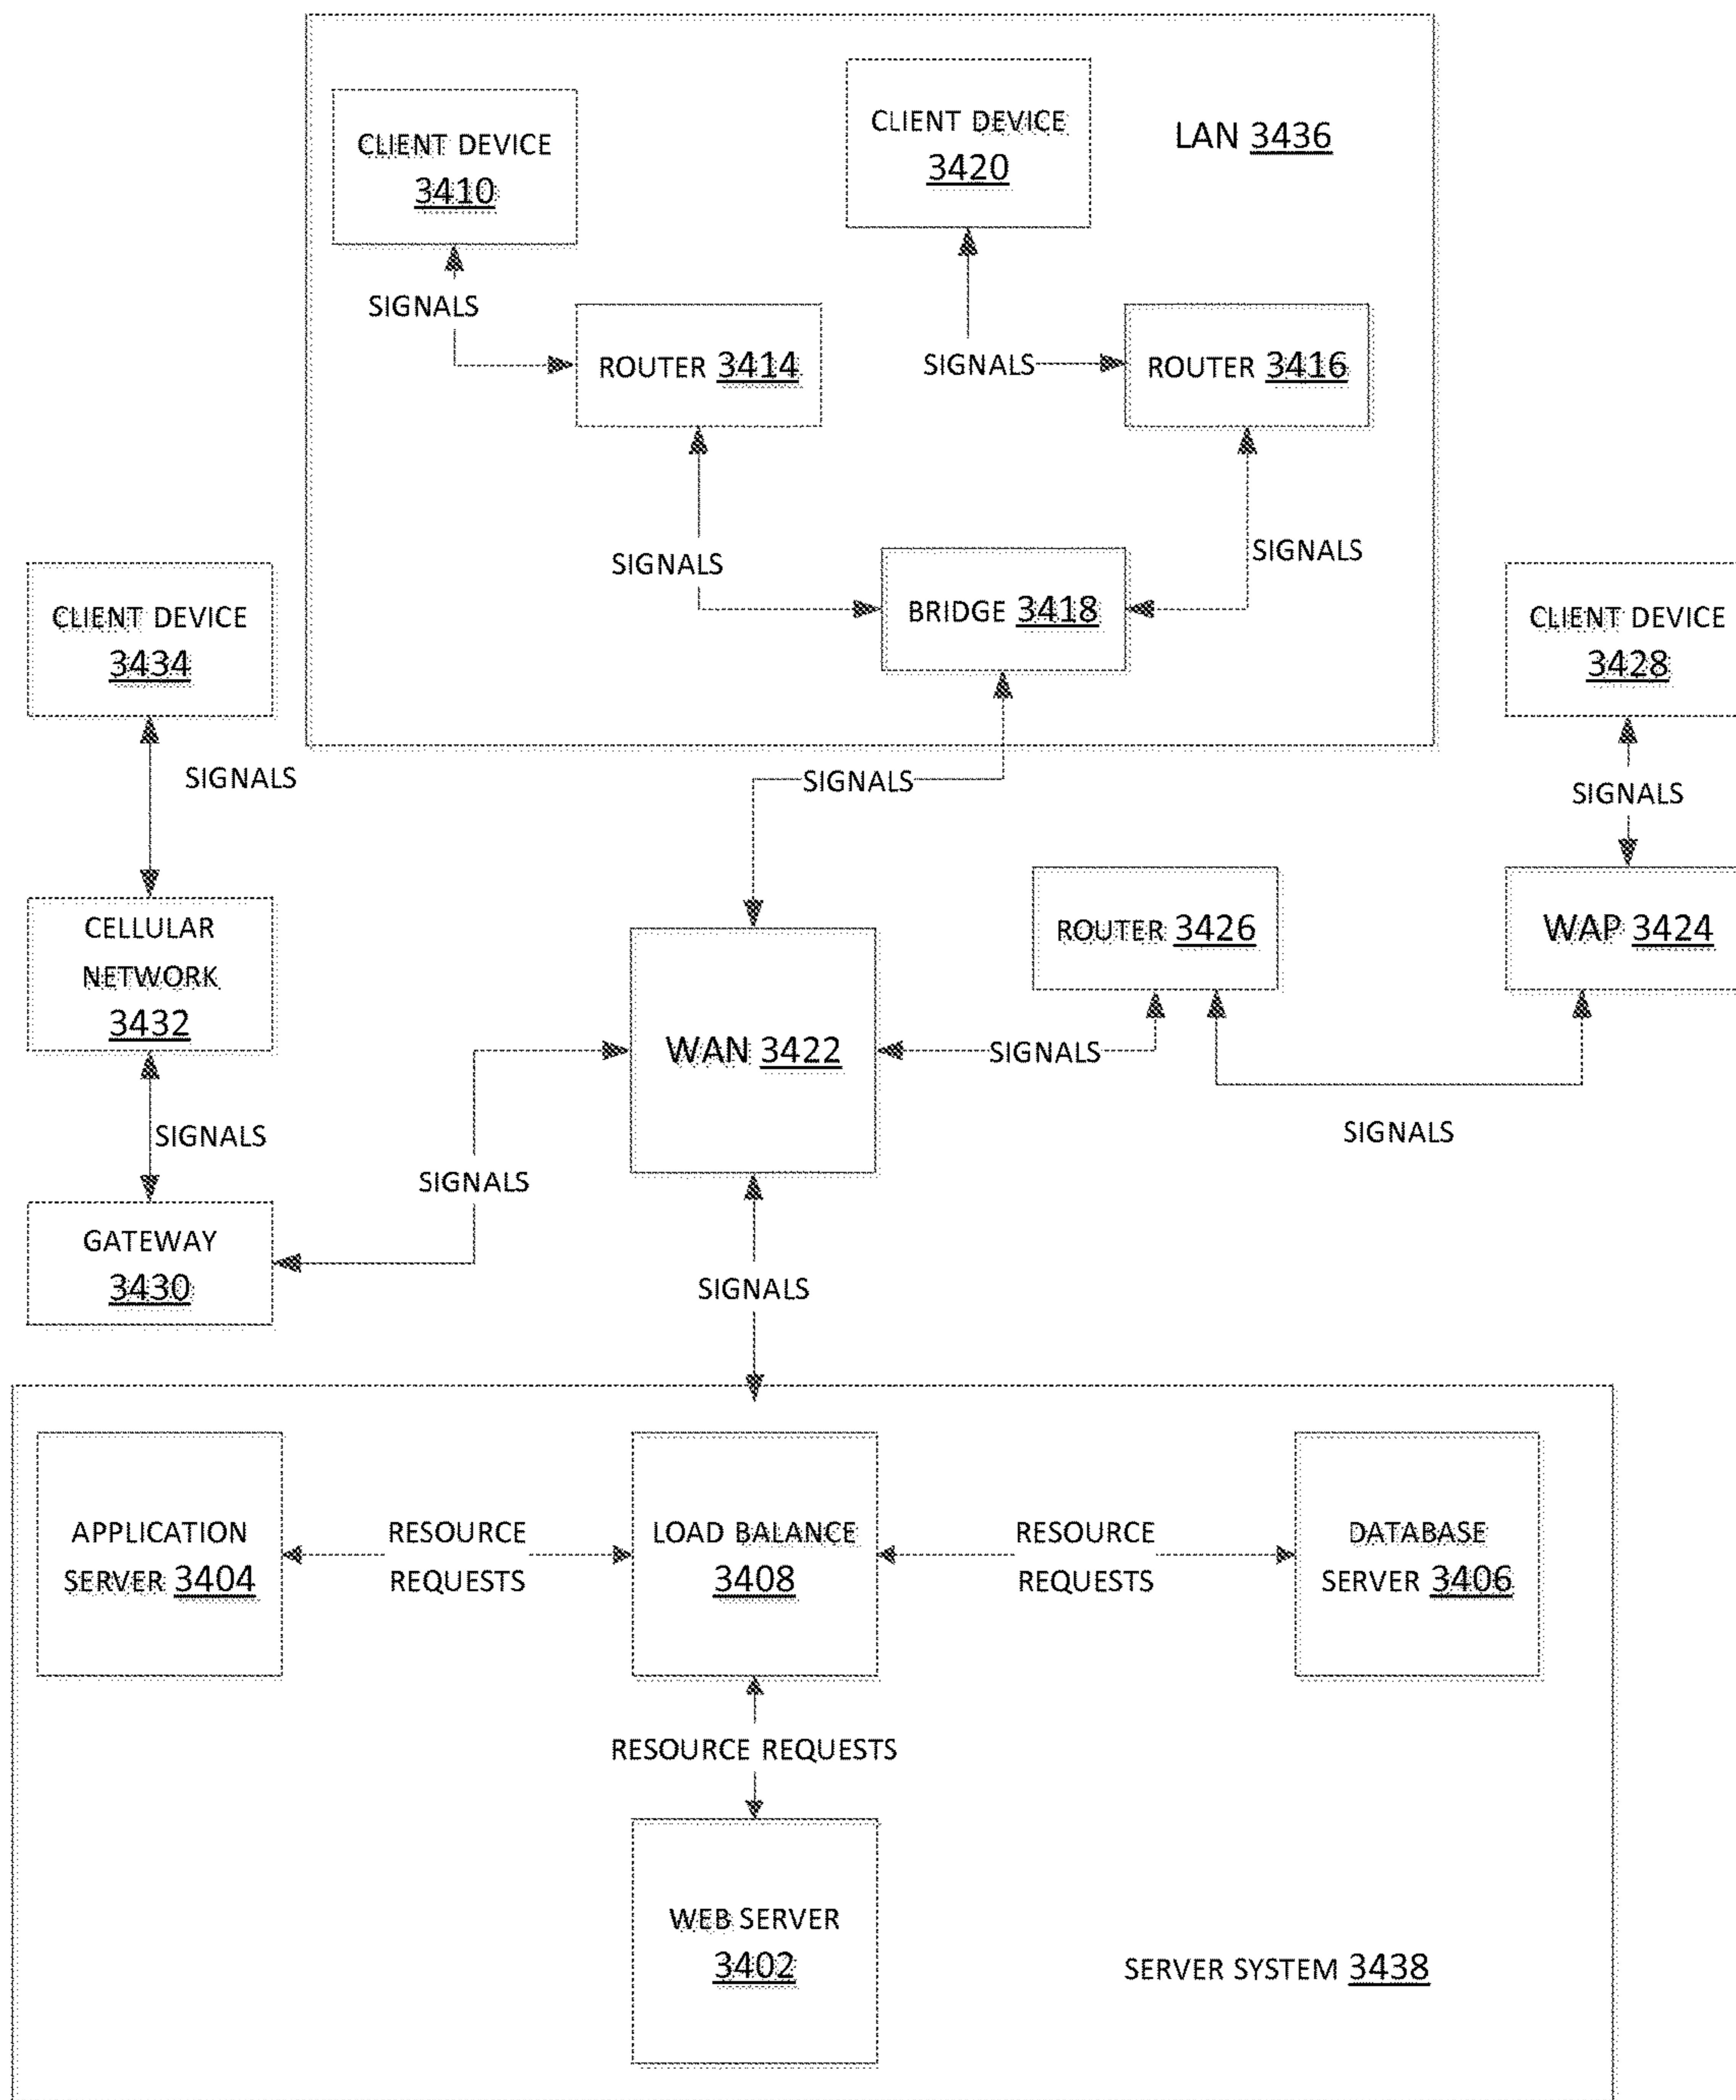 CLIENT DEVICE
3410
CLIENT DEVICE
3420
LAN 3436
SIGNALS
ROUTER 3414
SIGNALS
ROUTER 3416
SIGNALS
SIGNALS
BRIDGE 3418
CLIENT DEVICE
3434
CLIENT DEVICE
3428
SIGNALS
SIGNALS
SIGNALS
CELLULAR
NETWORK
3432
ROUTER 3426
WAP 3424
WAN 3422
SIGNALS
SIGNALS
SIGNALS
SIGNALS
GATEWAY
3430
SIGNALS
APPLICATION
SERVER 3404
RESOURCE
REQUESTS
LOAD BALANCE
3408
RESOURCE
REQUESTS
DATABASE
SERVER 3406
RESOURCE REQUESTS
WEB SERVER
3402
SERVER SYSTEM 3438